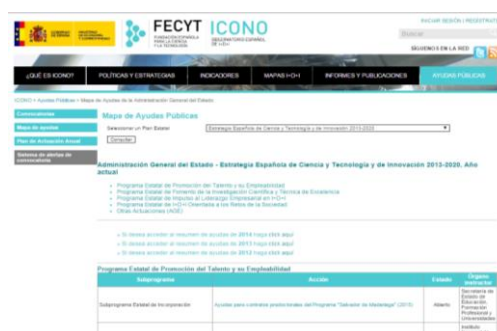 FECYT
FUNDACIÓN ESPAÑOLA
PARA LA CIENCIA
Y LA TECNOLOGÍA
ICONO
OBSERVATORIO ESPAÑOL
DE I+D+I
INICIAR SESIÓN | REGISTRAR
Buscar
SÍGUENOS EN LA RED
¿QUÉ ES ICONO?
POLÍTICAS Y ESTRATEGIAS
INDICADORES
MAPAS I+D+I
INFORMES Y PUBLICACIONES
AYUDAS PÚBLICAS
ICONO > Ayudas Públicas > Mapa de Ayudas de la Administración General del Estado
Convocatorias
Mapa de ayudas
Plan de Actuación Anual
Sistema de alertas de
convocatoria
Mapa de Ayudas Públicas
Seleccionar un Plan Estatal
Estrategia Española de Ciencia y Tecnología y de Innovación 2013-2020
Consultar
Administración General del Estado - Estrategia Española de Ciencia y Tecnología y de Innovación 2013-2020. Año
actual
Programa Estatal de Promoción del Talento y su Empleabilidad
Programa Estatal de Fomento de la Investigación Científica y Técnica de Excelencia
Programa Estatal de Impulso al Liderazgo Empresarial en I+D+I
Programa Estatal de I+D+I Orientada a los Retos de la Sociedad
Otras Actuaciones (AGE)
» Si desea acceder al resumen de ayudas de 2014 haga click aquí
» Si desea acceder al resumen de ayudas de 2013 haga click aquí
» Si desea acceder al resumen de ayudas de 2012 haga click aquí
Programa Estatal de Promoción del Talento y su Empleabilidad
Subprograma
Acción
Estado
Órgano
instructor
Subprograma Estatal de Incorporación
Ayudas para contratos predoctorales del Programa "Salvador de Madariaga" (2015)
Abierto
Secretaría de
Estado de
Educación,
Formación
Profesional y
Universidades
Instituto